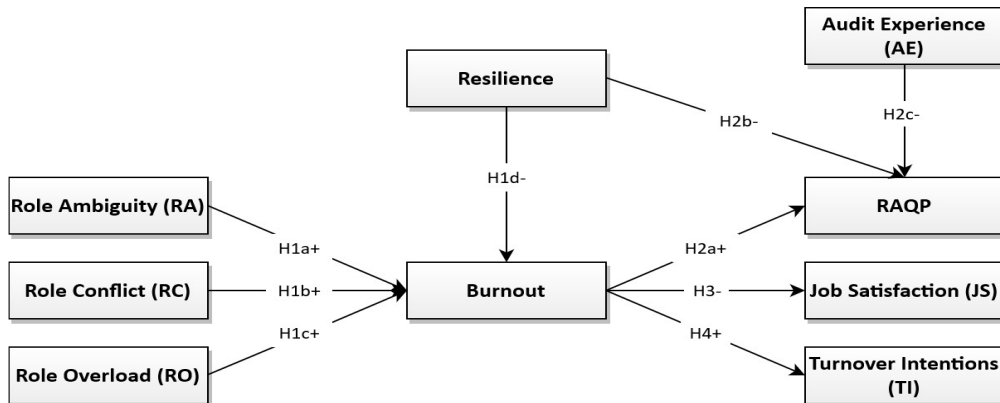 Audit Experience
(AE)
Resilience
H2b-
H2c-
H1d-
Role Ambiguity (RA)
RAQP
H1a+
H2a+
Role Conflict (RC)
H1b+
Burnout
H3-
Job Satisfaction (JS)
H1c+
H4+
Role Overload (RO)
Turnover Intentions
(TI)